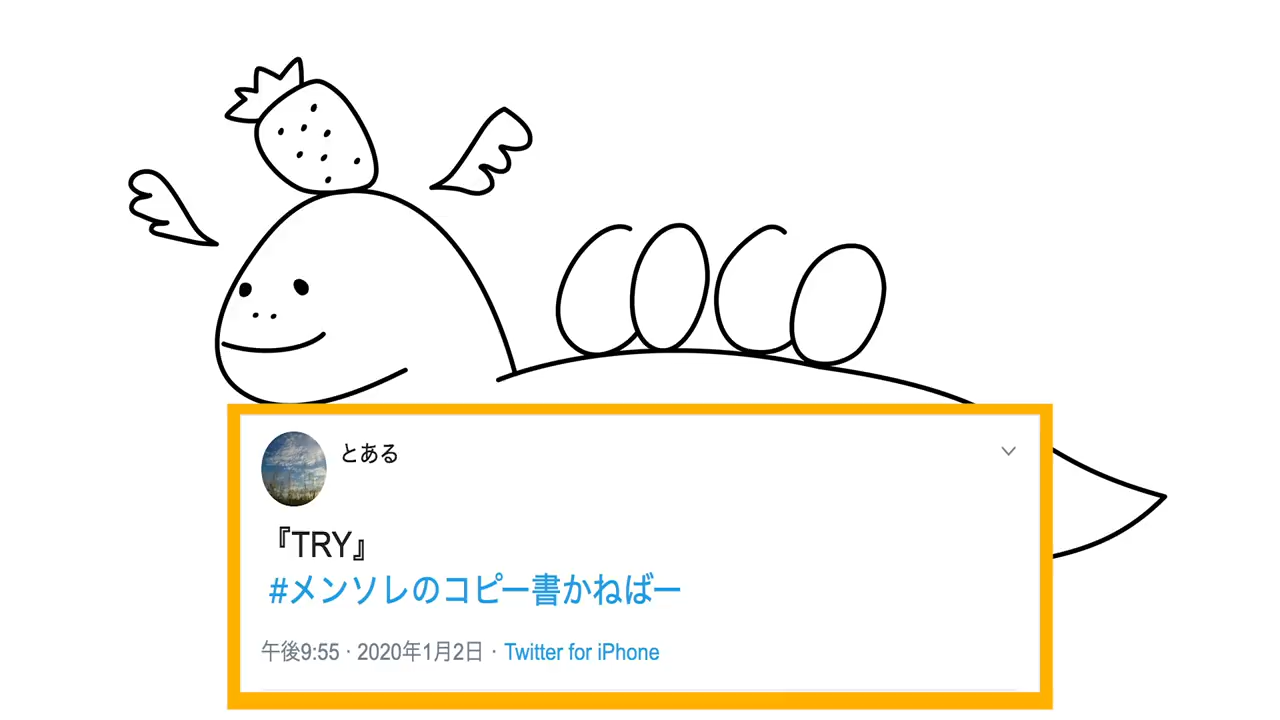 COCO
とある
『TRY』
#メンソレのコピー書かねばー
午後9:55 · 2020年1月2日 · Twitter for iPhone